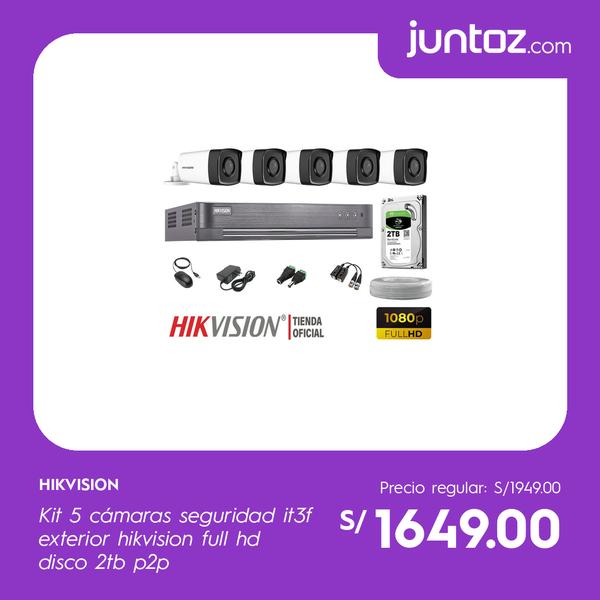 juntoz.com
HIKVISION
2TB
HIKVISION® TIENDA OFICIAL
1080p
FULL HD
HIKVISION
Kit 5 cámaras seguridad it3f
exterior hikvision full hd
disco 2tb p2p
Precio regular: S/1949.00
S/1649.00